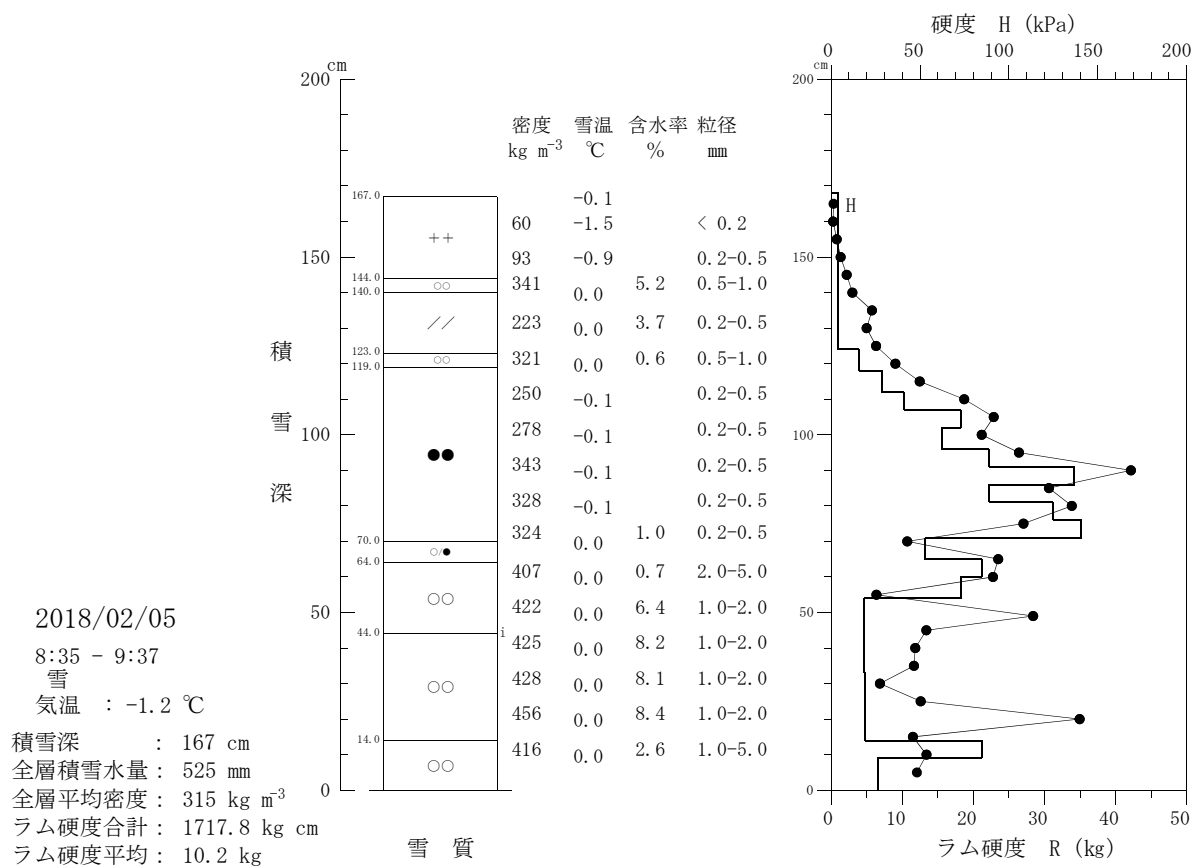 硬度 H (kPa)
0 50 100 150 200
cm
200
150
100
50
0
積雪深
167.0
144.0
140.0
123.0
119.0
70.0
64.0
44.0
i
14.0
++
○○
//
○○
●●
○/●
○○
○○
○○
雪 質
密度 雪温 含水率 粒径
kg m⁻³ ℃ % mm
-0.1
60 -1.5 < 0.2
93 -0.9 0.2-0.5
341 0.0 5.2 0.5-1.0
223 0.0 3.7 0.2-0.5
321 0.0 0.6 0.5-1.0
250 -0.1 0.2-0.5
278 -0.1 0.2-0.5
343 -0.1 0.2-0.5
328 -0.1 0.2-0.5
324 0.0 1.0 0.2-0.5
407 0.0 0.7 2.0-5.0
422 0.0 6.4 1.0-2.0
425 0.0 8.2 1.0-2.0
428 0.0 8.1 1.0-2.0
456 0.0 8.4 1.0-2.0
416 0.0 2.6 1.0-5.0
cm
200
150
100
50
0
H
0 10 20 30 40 50
ラム硬度 R (kg)
2018/02/05
8:35 - 9:37
雪
気温 : -1.2 ℃
積雪深 : 167 cm
全層積雪水量 : 525 mm
全層平均密度 : 315 kg m⁻³
ラム硬度合計 : 1717.8 kg cm
ラム硬度平均 : 10.2 kg